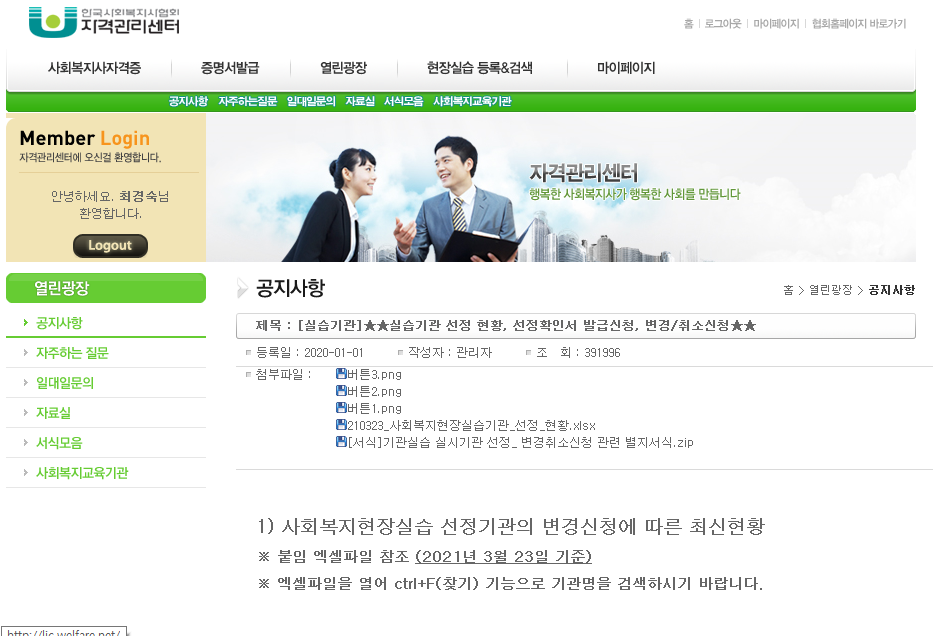 한국사회복지사협회
자격관리센터
홈 | 로그아웃 | 마이페이지 | 협회홈페이지 바로가기
사회복지사자격증 증명서발급 열린광장 현장실습 등록&검색 마이페이지
공지사항 자주하는질문 일대일문의 자료실 서식모음 사회복지교육기관
Member Login
자격관리센터에 오신걸 환영합니다.
안녕하세요. 최경숙님
환영합니다.
Logout
자격관리센터
행복한 사회복지사가 행복한 사회를 만듭니다
열린광장
공지사항
자주하는 질문
일대일문의
자료실
서식모음
사회복지교육기관
공지사항
홈 > 열린광장 > 공지사항
제목 : [실습기관]★★실습기관 선정 현황, 선정확인서 발급신청, 변경/취소신청★★
등록일 : 2020-01-01 작성자 : 관리자 조 회 : 391996
첨부파일 : 버튼3.png
버튼2.png
버튼1.png
210323_사회복지현장실습기관_선정_현황.xlsx
[서식]기관실습 실시기관 선정_ 변경취소신청 관련 별지서식.zip
1) 사회복지현장실습 선정기관의 변경신청에 따른 최신현황
※ 붙임 엑셀파일 참조 (2021년 3월 23일 기준)
※ 엑셀파일을 열어 ctrl+F(찾기) 기능으로 기관명을 검색하시기 바랍니다.
http://lic.welfare.net/